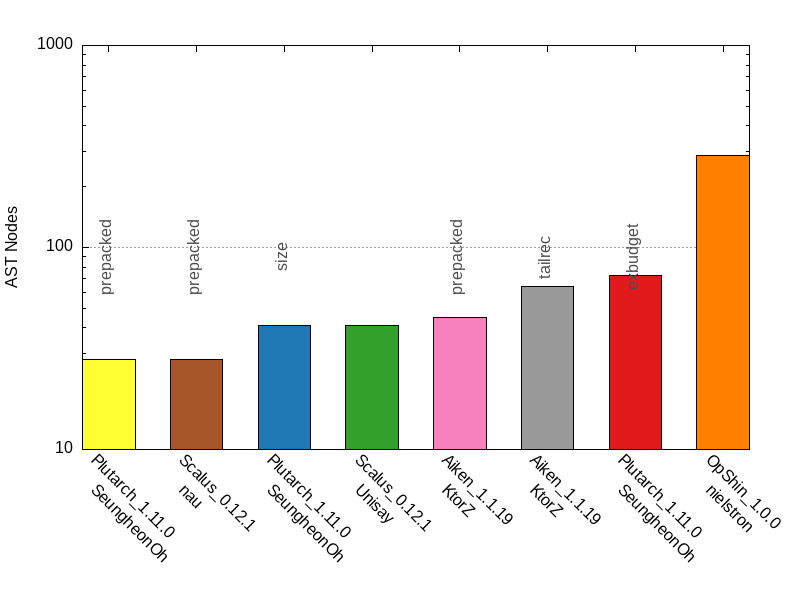 1000
100
10
AST Nodes
prepacked
prepacked
size
prepacked
tailrec
exbudget
Plutarch_1.11.0
SeungheonOh
Scalus_0.12.1
nau
Plutarch_1.11.0
SeungheonOh
Scalus_0.12.1
Unisay
Aiken_1.1.19
KtorZ
Aiken_1.1.19
KtorZ
Plutarch_1.11.0
SeungheonOh
OpShin_1.0.0
nielstron